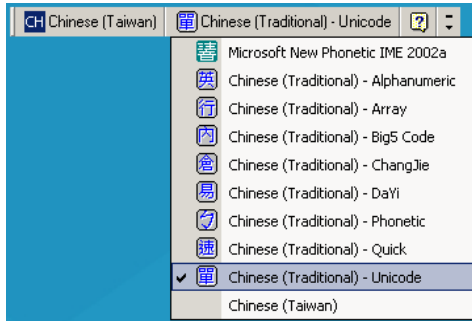 CH Chinese (Taiwan) 單 Chinese (Traditional) - Unicode ?
Microsoft New Phonetic IME 2002a
英 Chinese (Traditional) - Alphanumeric
行 Chinese (Traditional) - Array
內 Chinese (Traditional) - Big5 Code
倉 Chinese (Traditional) - ChangJie
易 Chinese (Traditional) - DaYi
ㄅ Chinese (Traditional) - Phonetic
速 Chinese (Traditional) - Quick
單 Chinese (Traditional) - Unicode
Chinese (Taiwan)